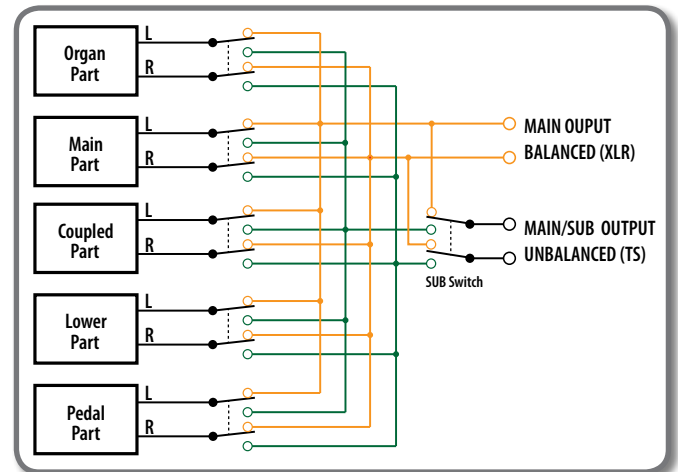 L
Organ
Part
R
L
Main
Part
R
MAIN OUPUT
BALANCED (XLR)
L
Coupled
Part
R
MAIN/SUB OUTPUT
UNBALANCED (TS)
SUB Switch
L
Lower
Part
R
L
Pedal
Part
R